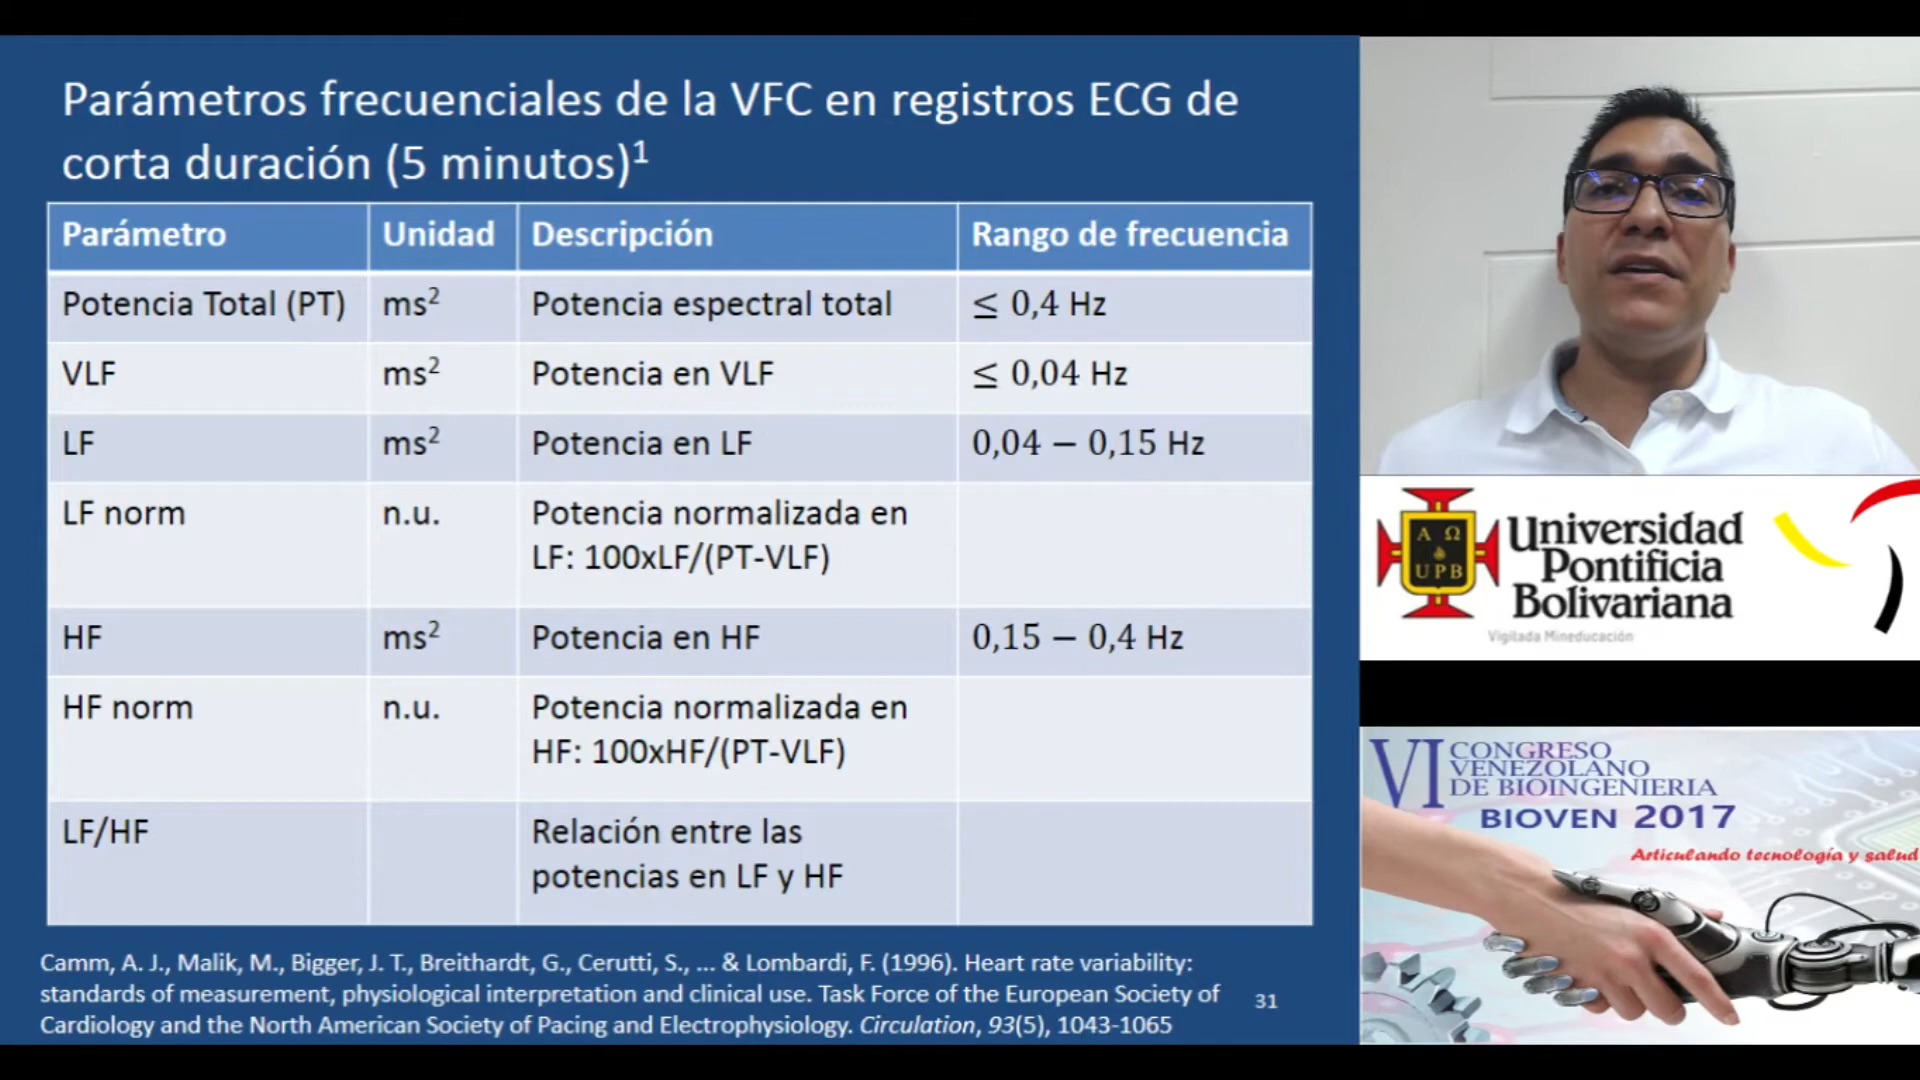 Parámetros frecuenciales de la VFC en registros ECG de
corta duración (5 minutos)¹
Parámetro Unidad Descripción Rango de frecuencia
Potencia Total (PT) ms² Potencia espectral total ≤ 0,4 Hz
VLF ms² Potencia en VLF ≤ 0,04 Hz
LF ms² Potencia en LF 0,04 − 0,15 Hz
LF norm n.u. Potencia normalizada en
LF: 100xLF/(PT-VLF)
HF ms² Potencia en HF 0,15 − 0,4 Hz
HF norm n.u. Potencia normalizada en
HF: 100xHF/(PT-VLF)
LF/HF Relación entre las
potencias en LF y HF
Camm, A. J., Malik, M., Bigger, J. T., Breithardt, G., Cerutti, S., ... & Lombardi, F. (1996). Heart rate variability:
standards of measurement, physiological interpretation and clinical use. Task Force of the European Society of
Cardiology and the North American Society of Pacing and Electrophysiology. Circulation, 93(5), 1043-1065
31
Α Ω
UPB
Universidad
Pontificia
Bolivariana
Vigilada Mineducación
VI CONGRESO
VENEZOLANO
DE BIOINGENIERIA
BIOVEN 2017
Articulando tecnología y salud